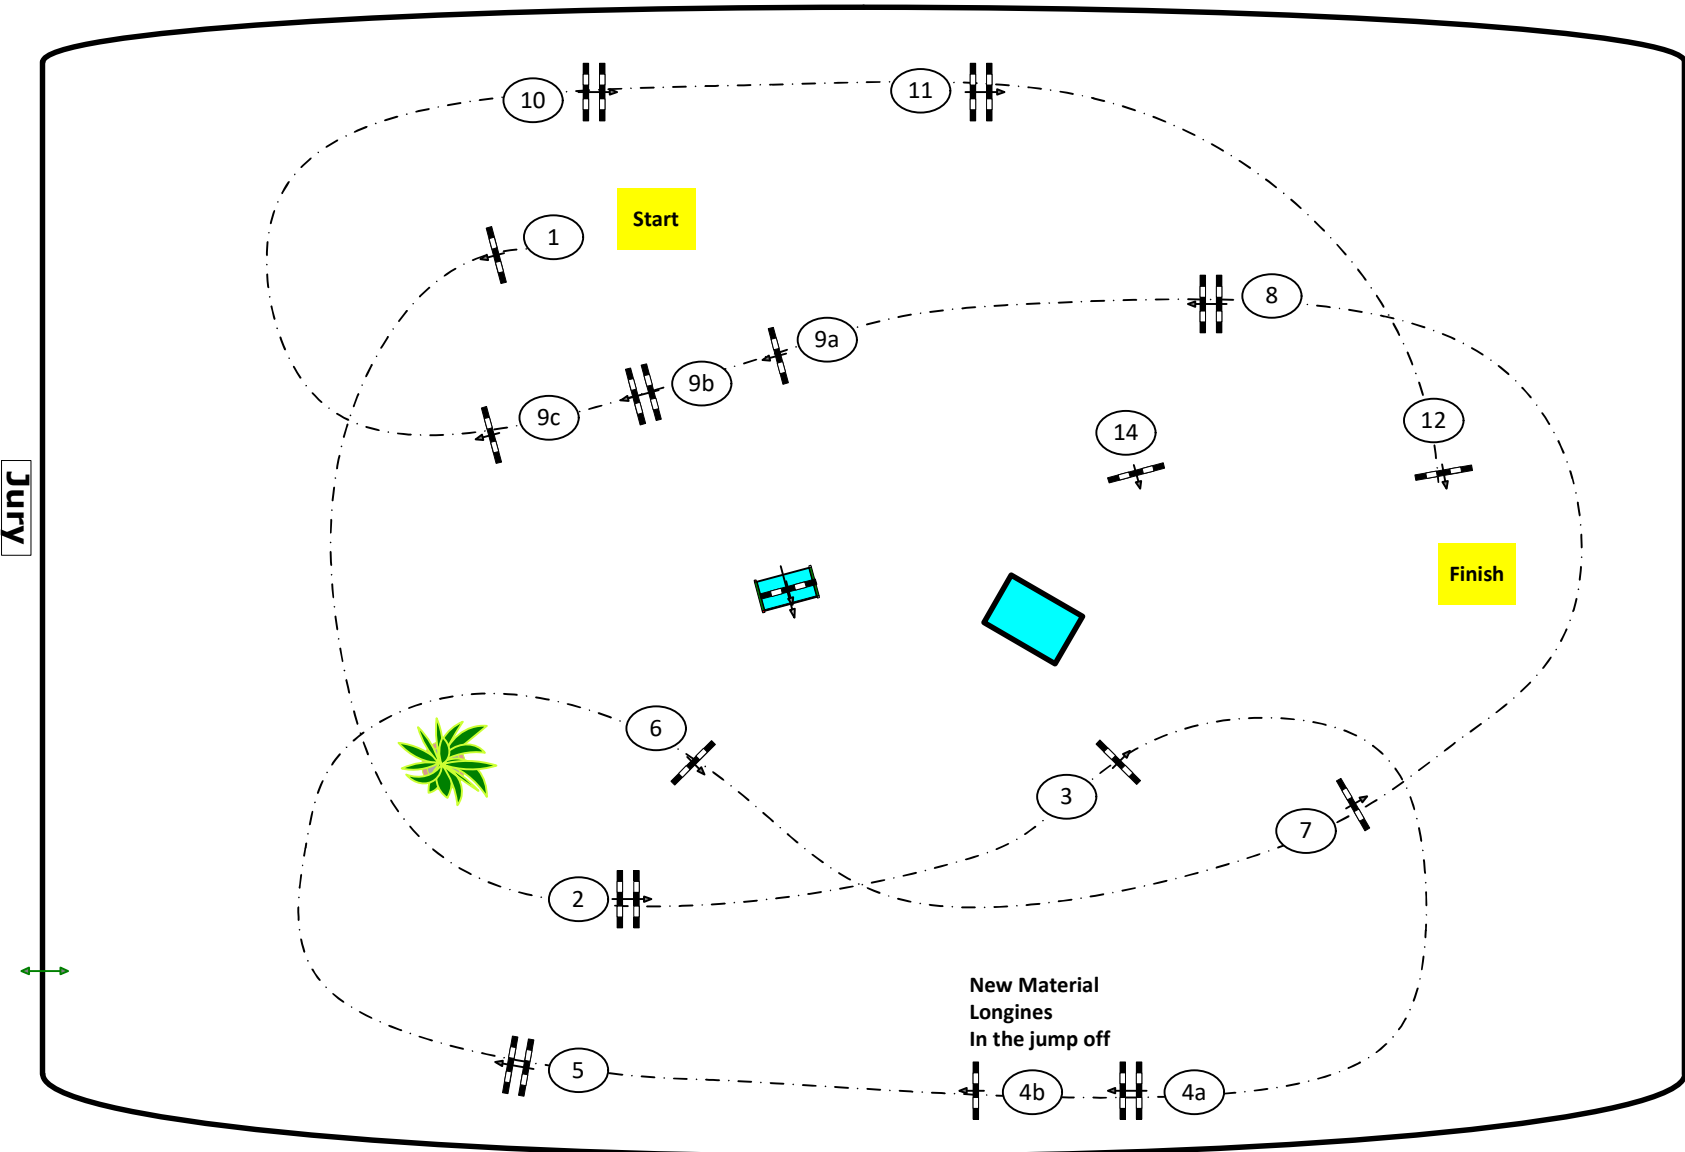 10
11
Start
1
8
9a
9b
9c
12
14
Jury
Finish
6
3
7
2
New Material
Longines
In the jump off
5
4b
4a